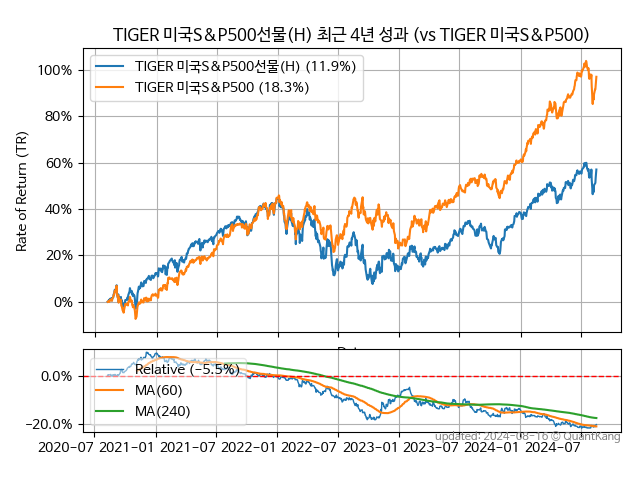 TIGER 미국S&P500선물(H) 최근 4년 성과 (vs TIGER 미국S&P500)
TIGER 미국S&P500선물(H) (11.9%)
TIGER 미국S&P500 (18.3%)
Rate of Return (TR)
100%
80%
60%
40%
20%
0%
Relative (-5.5%)
MA(60)
MA(240)
0.0%
-20.0%
2020-07 2021-01 2021-07 2022-01 2022-07 2023-01 2023-07 2024-01 2024-07
updated: 2024-08-16 © QuantKang